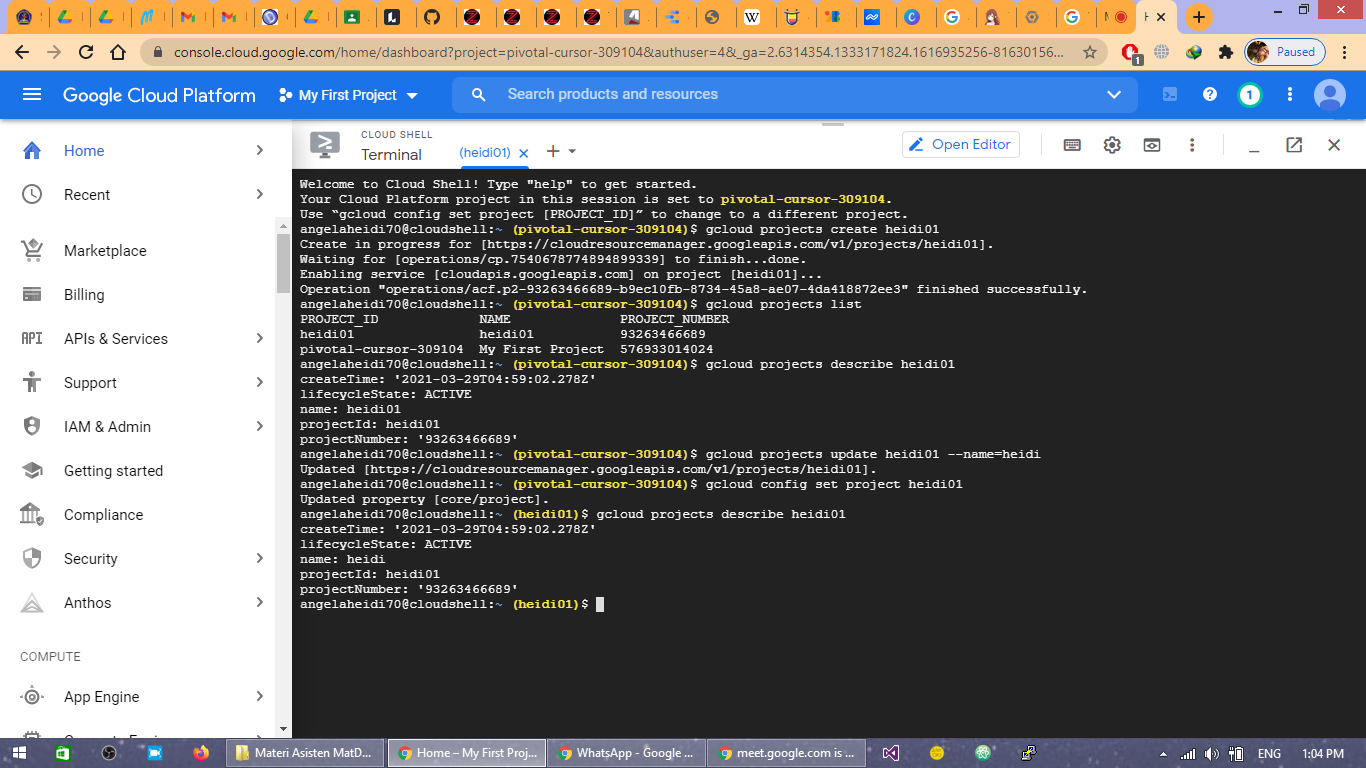 M
H
console.cloud.google.com/home/dashboard?project=pivotal-cursor-309104&authuser=4&_ga=2.6314354.1333171824.1616935256-81630156...
1
Paused
Google Cloud Platform
My First Project
Search products and resources
1
Home
Recent
Marketplace
Billing
API APIs & Services
Support
IAM & Admin
Getting started
Compliance
Security
Anthos
COMPUTE
App Engine
CLOUD SHELL
Terminal
(heidi01)
Open Editor
Welcome to Cloud Shell! Type "help" to get started.
Your Cloud Platform project in this session is set to pivotal-cursor-309104.
Use “gcloud config set project [PROJECT_ID]” to change to a different project.
angelaheidi70@cloudshell:~ (pivotal-cursor-309104)$ gcloud projects create heidi01
Create in progress for [https://cloudresourcemanager.googleapis.com/v1/projects/heidi01].
Waiting for [operations/cp.7540678774894899339] to finish...done.
Enabling service [cloudapis.googleapis.com] on project [heidi01]...
Operation "operations/acf.p2-93263466689-b9ec10fb-8734-45a8-ae07-4da418872ee3" finished successfully.
angelaheidi70@cloudshell:~ (pivotal-cursor-309104)$ gcloud projects list
PROJECT_ID NAME PROJECT_NUMBER
heidi01 heidi01 93263466689
pivotal-cursor-309104 My First Project 576933014024
angelaheidi70@cloudshell:~ (pivotal-cursor-309104)$ gcloud projects describe heidi01
createTime: '2021-03-29T04:59:02.278Z'
lifecycleState: ACTIVE
name: heidi01
projectId: heidi01
projectNumber: '93263466689'
angelaheidi70@cloudshell:~ (pivotal-cursor-309104)$ gcloud projects update heidi01 --name=heidi
Updated [https://cloudresourcemanager.googleapis.com/v1/projects/heidi01].
angelaheidi70@cloudshell:~ (pivotal-cursor-309104)$ gcloud config set project heidi01
Updated property [core/project].
angelaheidi70@cloudshell:~ (heidi01)$ gcloud projects describe heidi01
createTime: '2021-03-29T04:59:02.278Z'
lifecycleState: ACTIVE
name: heidi
projectId: heidi01
projectNumber: '93263466689'
angelaheidi70@cloudshell:~ (heidi01)$
Materi Asisten MatD...
Home – My First Proj...
WhatsApp - Google ...
meet.google.com is ...
ENG
1:04 PM